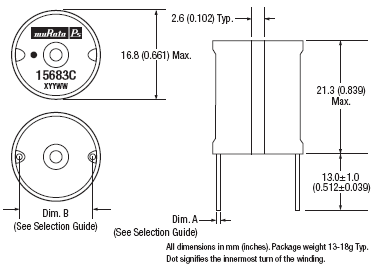 2.6 (0.102) Typ.
muRata Ps
15683C
XYYWW
16.8 (0.661) Max.
21.3 (0.839)
Max.
13.0±1.0
(0.512±0.039)
Dim. B
(See Selection Guide)
Dim. A
(See Selection Guide)
All dimensions in mm (inches). Package weight 13-18g Typ.
Dot signifies the innermost turn of the winding.